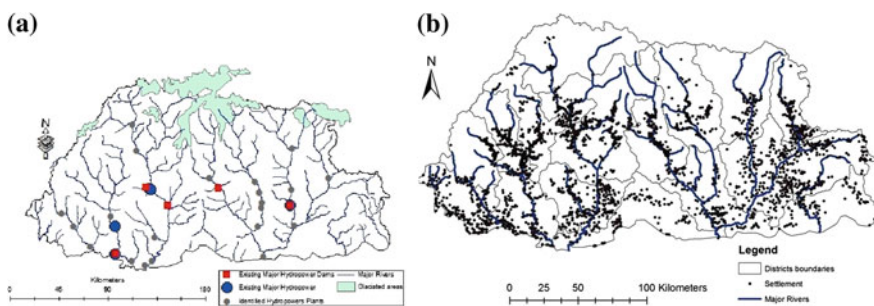 (a)
N
Kilometers
0 45 90 180
Existing Major Hydropower Dams
Existing Major Hydropower
Identified Hydropowers Plants
Major Rivers
Glaciated areas
(b)
N
0 25 50 100 Kilometers
Legend
Districts boundaries
Settlement
Major Rivers